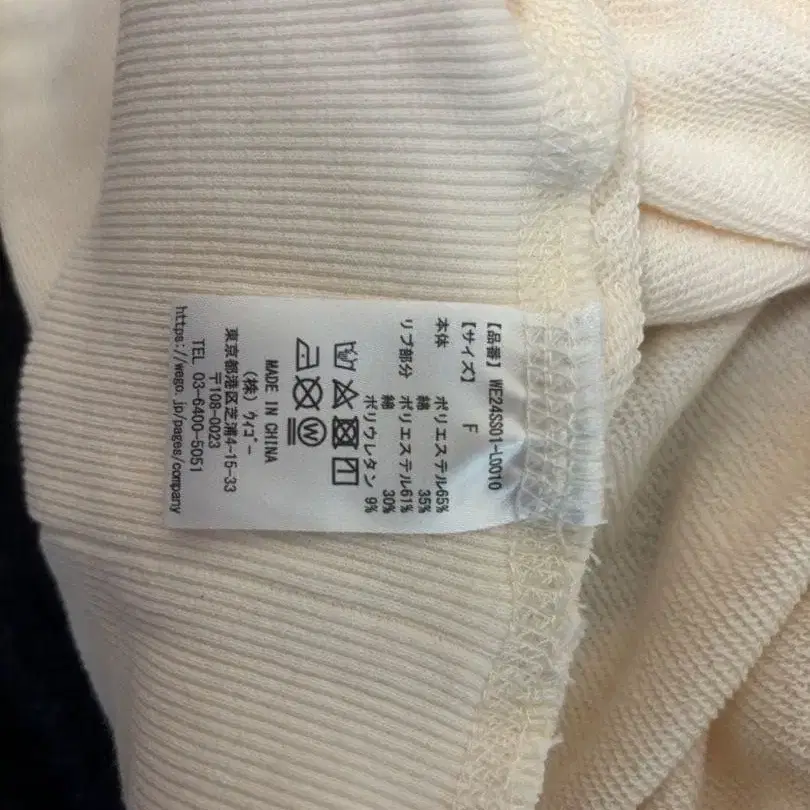 【品番】 WE24SS01-LG0010
【サイズ】 F
本体 ポリエステル65%
綿 35%
リブ部分 ポリエステル61%
綿 30%
ポリウレタン 9%
W
MADE IN CHINA
(株) ウイゴー
〒108-0023
東京都港区芝浦4-15-33
TEL 03-6400-5051
https://wego.jp/pages/company